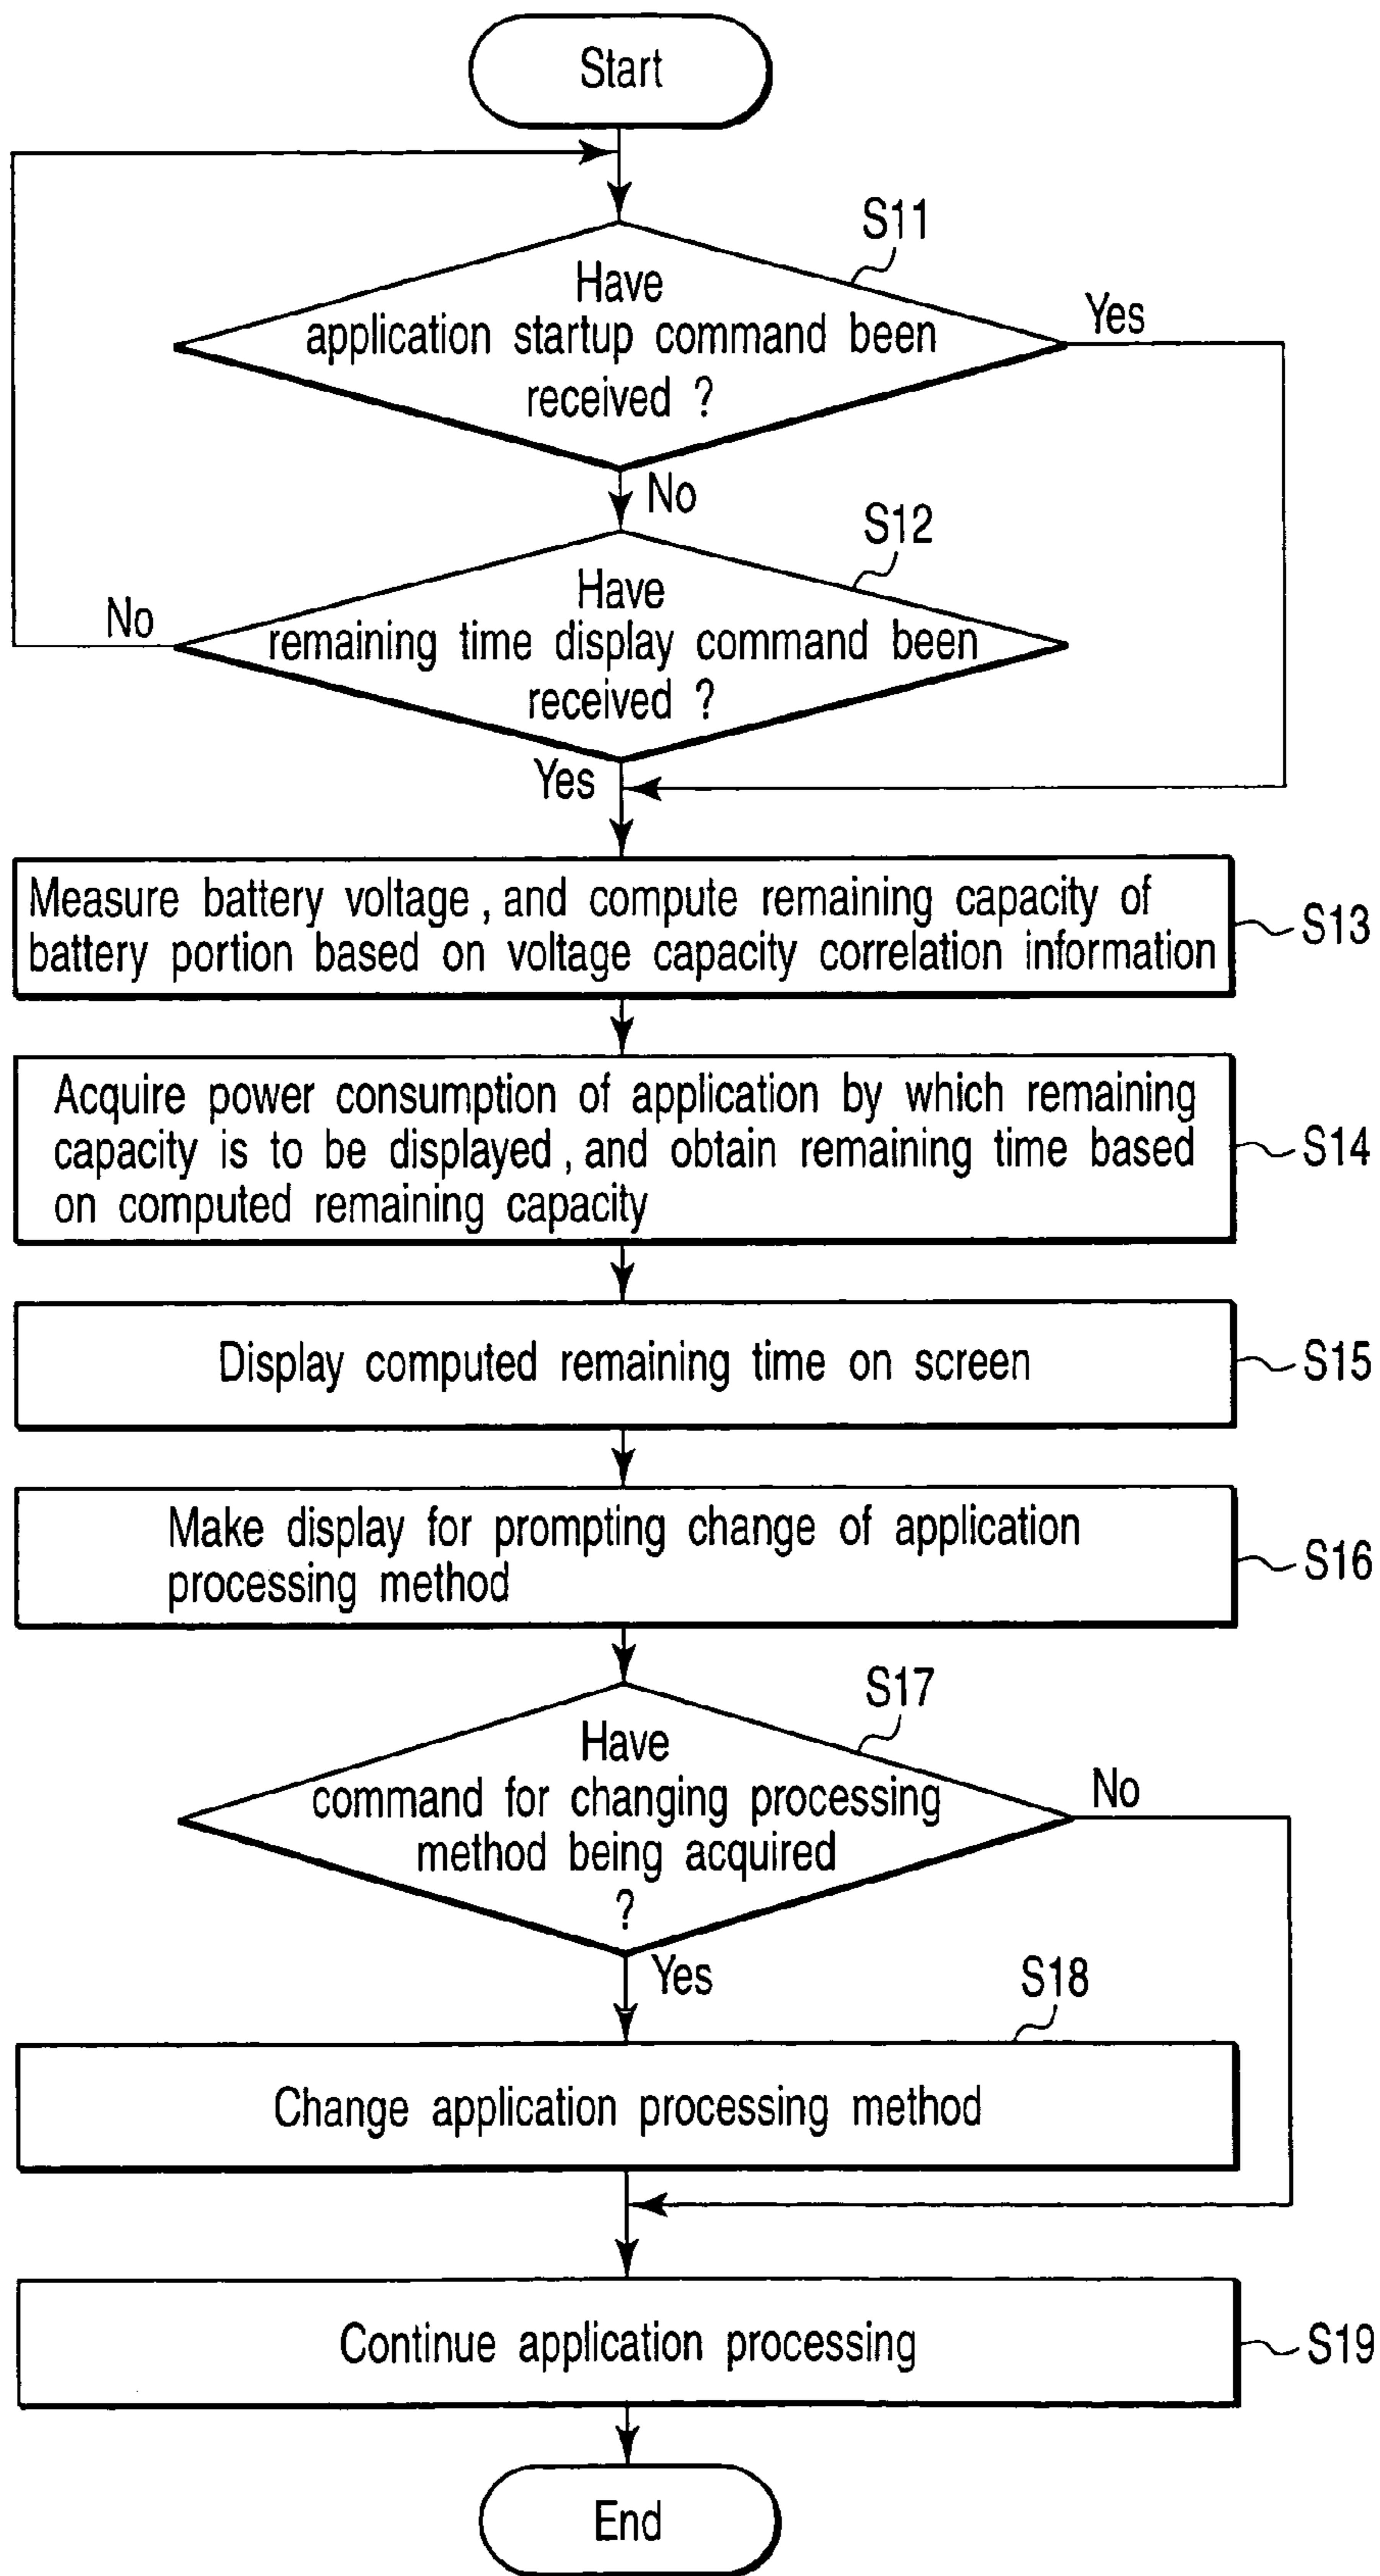 Start
S11
Have
application startup command been
received ?
Yes
No
S12
Have
remaining time display command been
received ?
No
Yes
Measure battery voltage, and compute remaining capacity of
battery portion based on voltage capacity correlation information
S13
Acquire power consumption of application by which remaining
capacity is to be displayed, and obtain remaining time based
on computed remaining capacity
S14
Display computed remaining time on screen
S15
Make display for prompting change of application
processing method
S16
S17
Have
command for changing processing
method being acquired
?
No
Yes
S18
Change application processing method
Continue application processing
S19
End